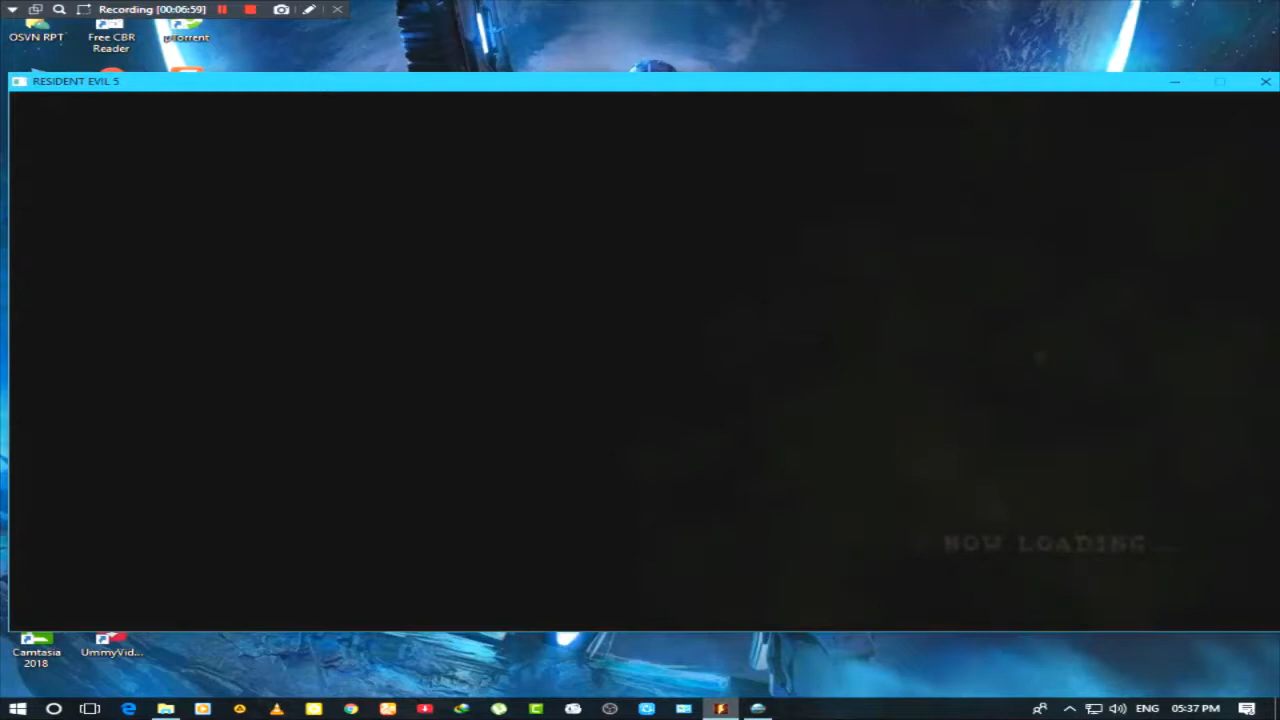 Recording [00:06:59]
OSVN RPT
Free CBR
Reader
µTorrent
RESIDENT EVIL 5
NOW LOADING...
Camtasia
2018
UmmyVid...
ENG
05:37 PM